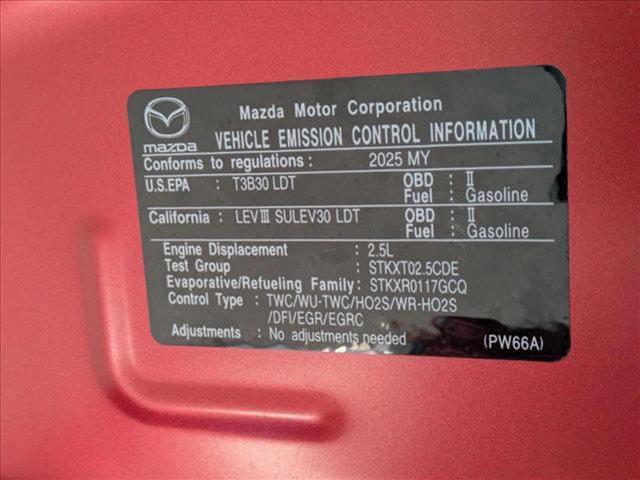 Mazda Motor Corporation
mazda VEHICLE EMISSION CONTROL INFORMATION
Conforms to regulations : 2025 MY
U.S.EPA : T3B30 LDT OBD : II
Fuel : Gasoline
California : LEVⅢ SULEV30 LDT OBD : II
Fuel : Gasoline
Engine Displacement : 2.5L
Test Group : STKXT02.5CDE
Evaporative/Refueling Family: STKXR0117GCQ
Control Type : TWC/WU-TWC/HO2S/WR-HO2S
/DFI/EGR/EGRC
Adjustments : No adjustments needed (PW66A)